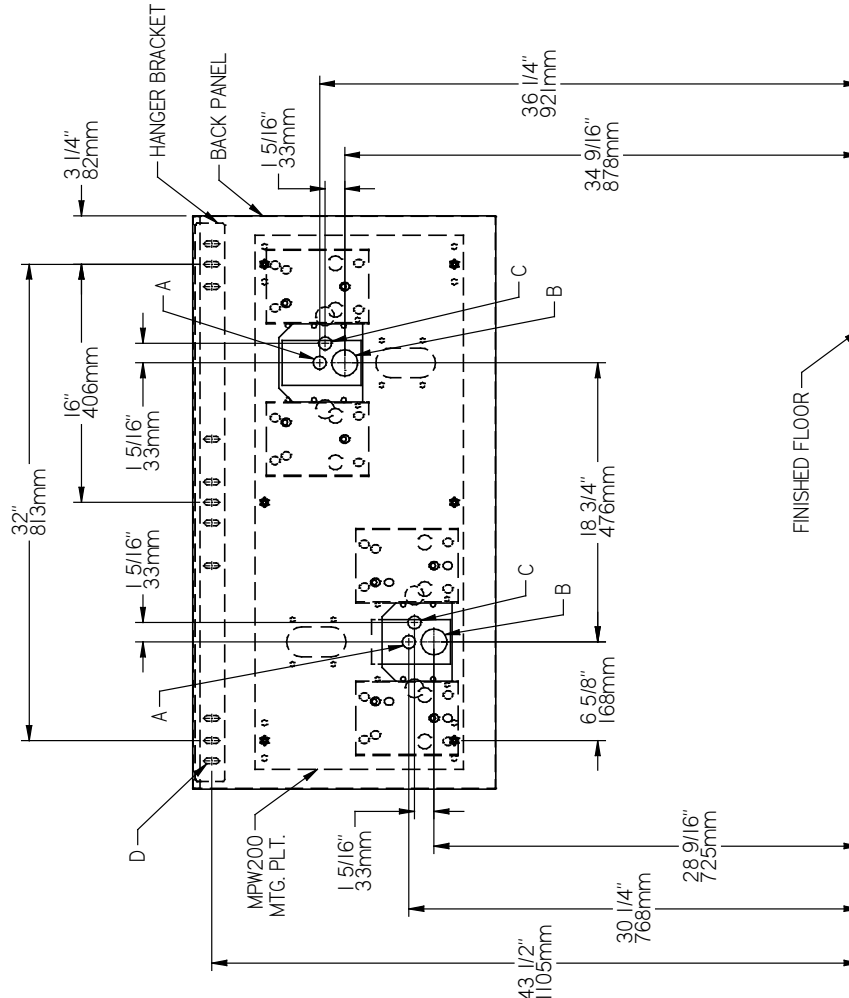 HANGER BRACKET
BACK PANEL
3 1/4"
82mm
1 5/16"
33mm
36 1/4"
921mm
34 9/16"
878mm
A
C
B
32"
813mm
16"
406mm
1 5/16"
33mm
1 5/16"
33mm
18 3/4"
476mm
FINISHED FLOOR
A
C
B
6 5/8"
168mm
D
MPW200
MTG. PLT.
1 5/16"
33mm
28 9/16"
725mm
30 1/4"
768mm
43 1/2"
1105mm